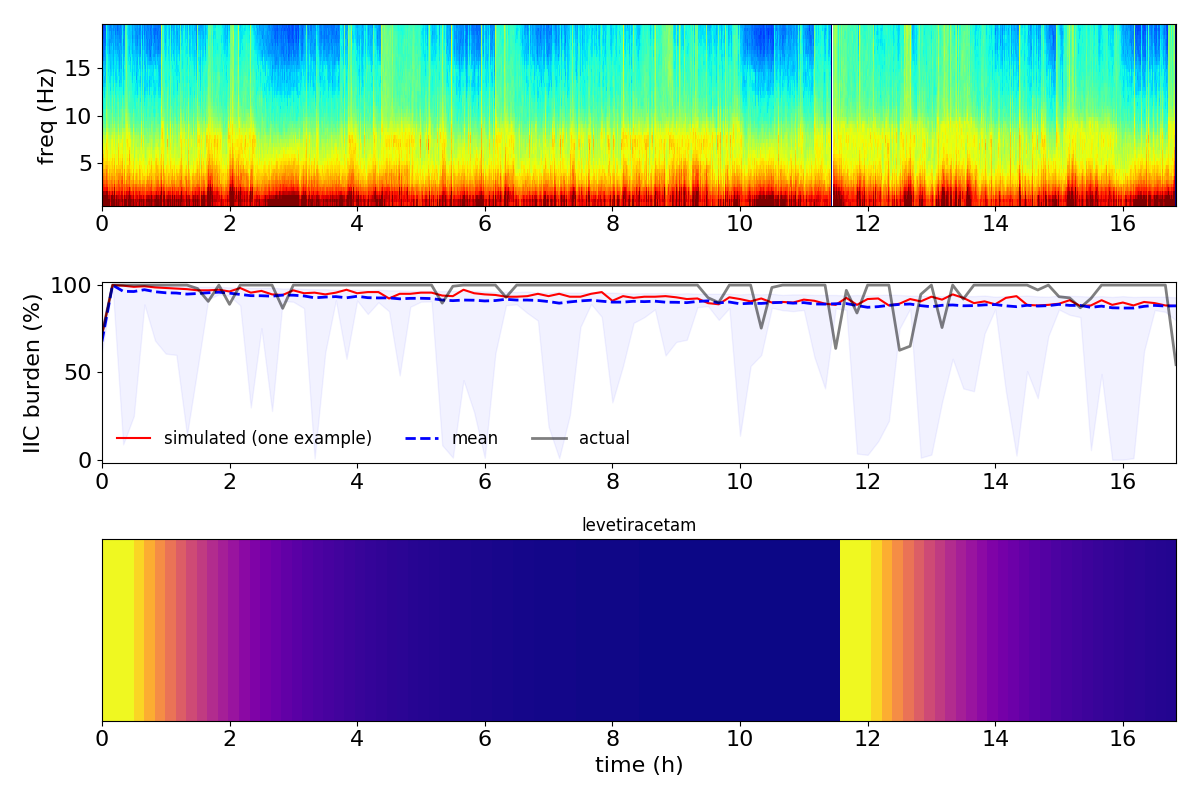 freq (Hz)
15
10
5
0 2 4 6 8 10 12 14 16
IIC burden (%)
100
50
0
simulated (one example) mean actual
0 2 4 6 8 10 12 14 16
levetiracetam
0 2 4 6 8 10 12 14 16
time (h)